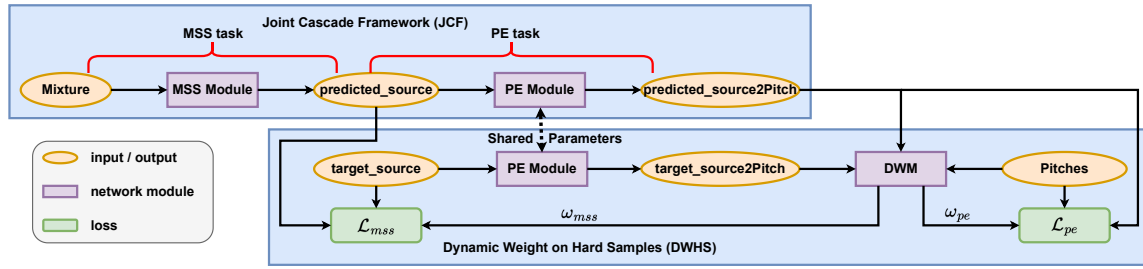 Joint Cascade Framework (JCF)
MSS task
PE task
Mixture
MSS Module
predicted_source
PE Module
predicted_source2Pitch
Shared Parameters
input / output
network module
loss
target_source
PE Module
target_source2Pitch
DWM
Pitches
ω_mss
ω_pe
ℒ_mss
ℒ_pe
Dynamic Weight on Hard Samples (DWHS)